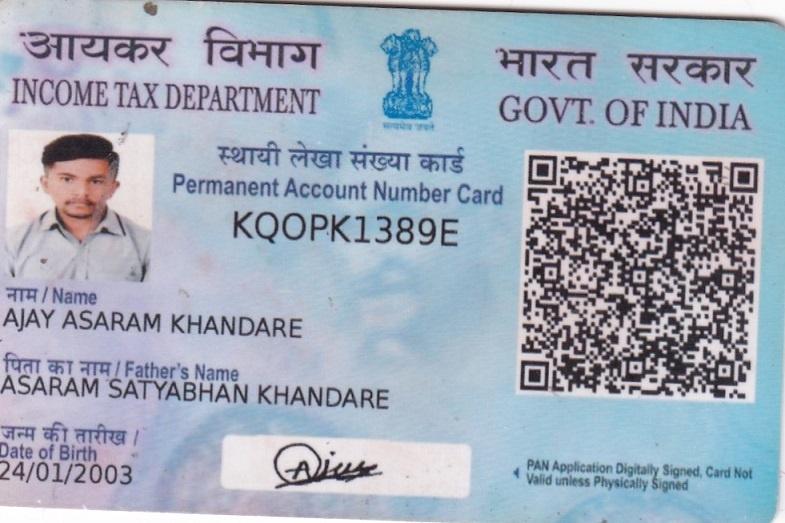 आयकर विभाग
INCOME TAX DEPARTMENT
सत्यमेव जयते
भारत सरकार
GOVT. OF INDIA
स्थायी लेखा संख्या कार्ड
Permanent Account Number Card
KQOPK1389E
नाम / Name
AJAY ASARAM KHANDARE
पिता का नाम / Father's Name
ASARAM SATYABHAN KHANDARE
जन्म की तारीख /
Date of Birth
24/01/2003
PAN Application Digitally Signed, Card Not
Valid unless Physically Signed